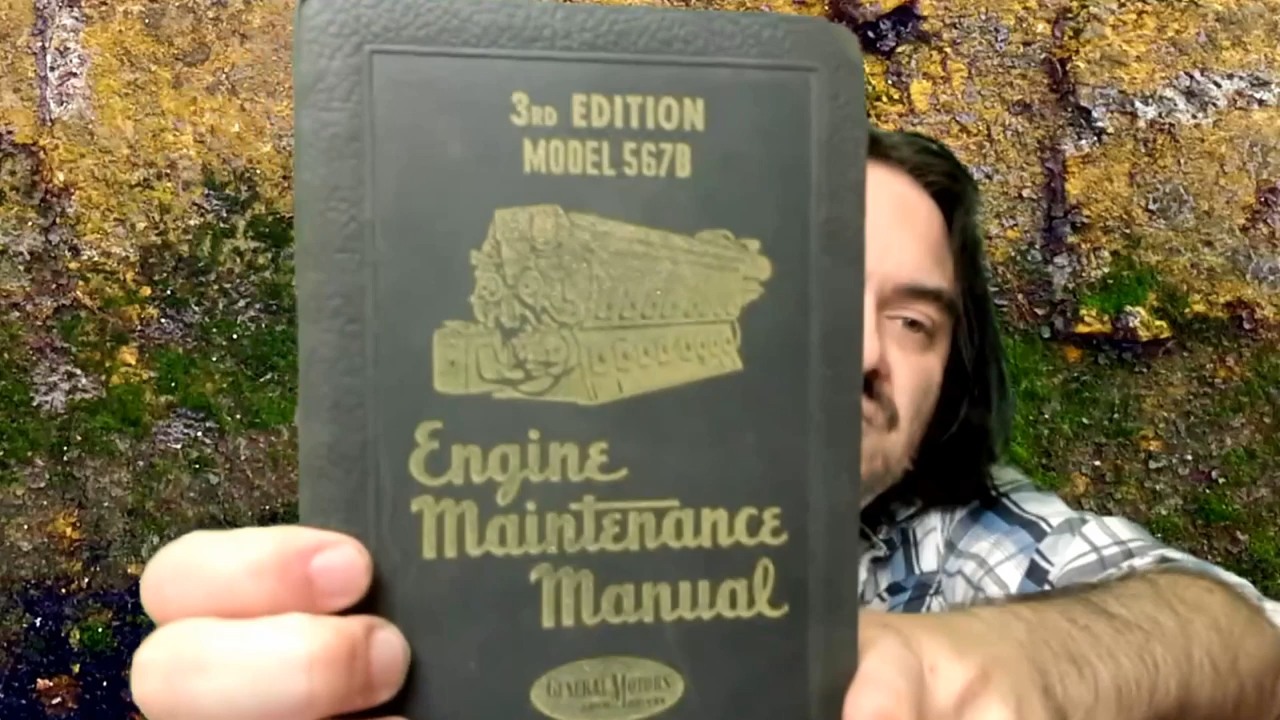 3RD EDITION
MODEL 567B
Engine
Maintenance
Manual
GENERAL MOTORS